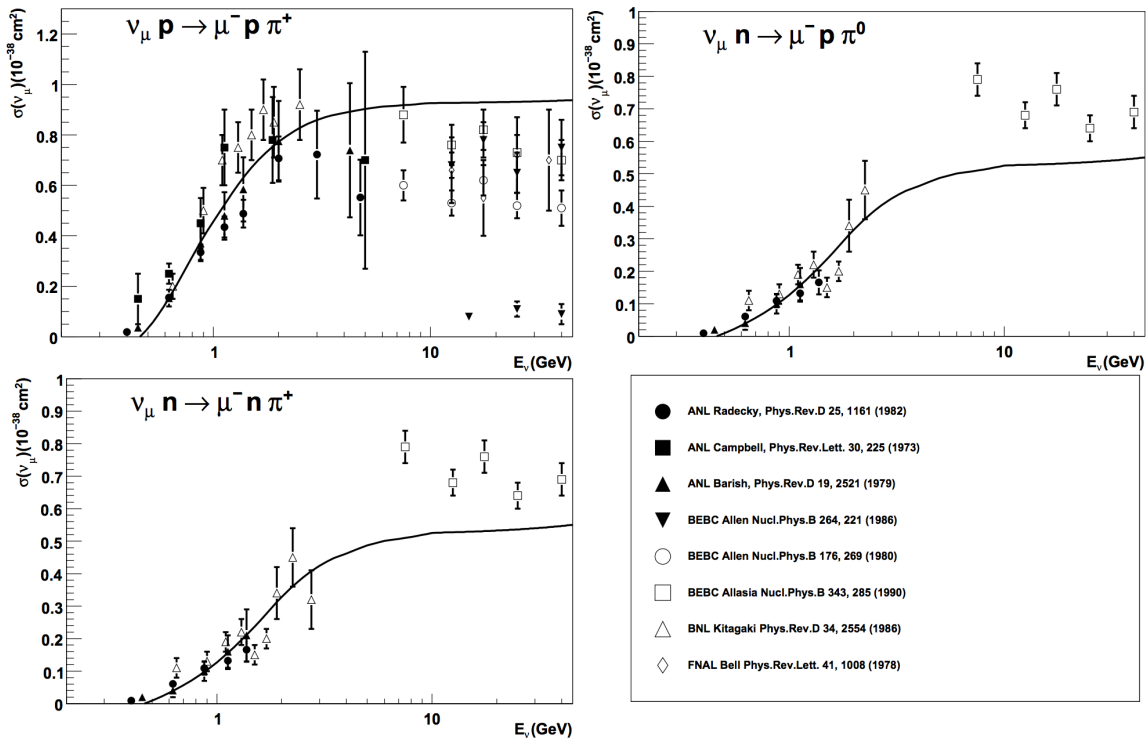 ν_μ p → μ⁻ p π⁺
σ(ν_μ)(10⁻³⁸ cm²)
1.2
1
0.8
0.6
0.4
0.2
0
1
10
E_ν(GeV)
ν_μ n → μ⁻ p π⁰
σ(ν_μ)(10⁻³⁸ cm²)
1
0.9
0.8
0.7
0.6
0.5
0.4
0.3
0.2
0.1
0
1
10
E_ν(GeV)
ν_μ n → μ⁻ n π⁺
σ(ν_μ)(10⁻³⁸ cm²)
1
0.9
0.8
0.7
0.6
0.5
0.4
0.3
0.2
0.1
0
1
10
E_ν(GeV)
ANL Radecky, Phys.Rev.D 25, 1161 (1982)
ANL Campbell, Phys.Rev.Lett. 30, 225 (1973)
ANL Barish, Phys.Rev.D 19, 2521 (1979)
BEBC Allen Nucl.Phys.B 264, 221 (1986)
BEBC Allen Nucl.Phys.B 176, 269 (1980)
BEBC Allasia Nucl.Phys.B 343, 285 (1990)
BNL Kitagaki Phys.Rev.D 34, 2554 (1986)
FNAL Bell Phys.Rev.Lett. 41, 1008 (1978)